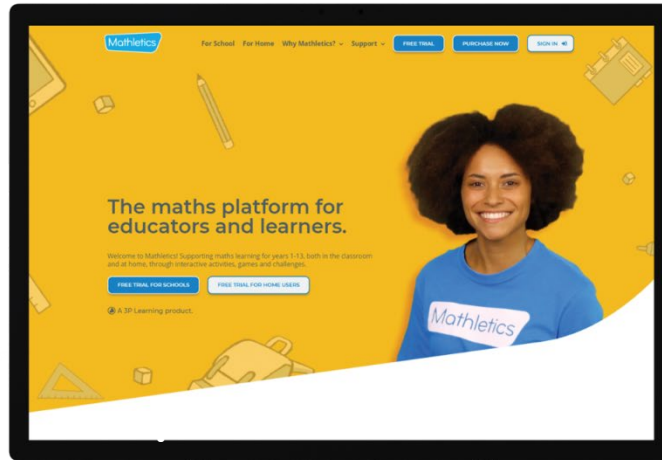 Mathletics
For School For Home Why Mathletics? Support FREE TRIAL PURCHASE NOW SIGN IN
The maths platform for
educators and learners.
Welcome to Mathletics! Supporting maths learning for years 1-13, both in the classroom
and at home, through interactive activities, games and challenges.
FREE TRIAL FOR SCHOOLS FREE TRIAL FOR HOME USERS
A 3P Learning product.
Mathletics